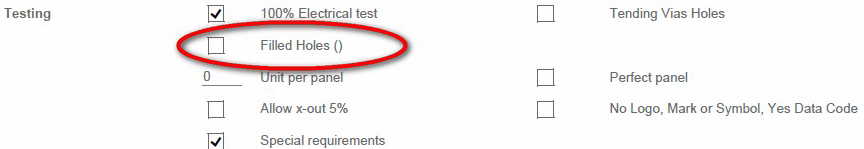 Testing 100% Electrical test Tending Vias Holes
Filled Holes ()
0 Unit per panel Perfect panel
Allow x-out 5% No Logo, Mark or Symbol, Yes Data Code
Special requirements